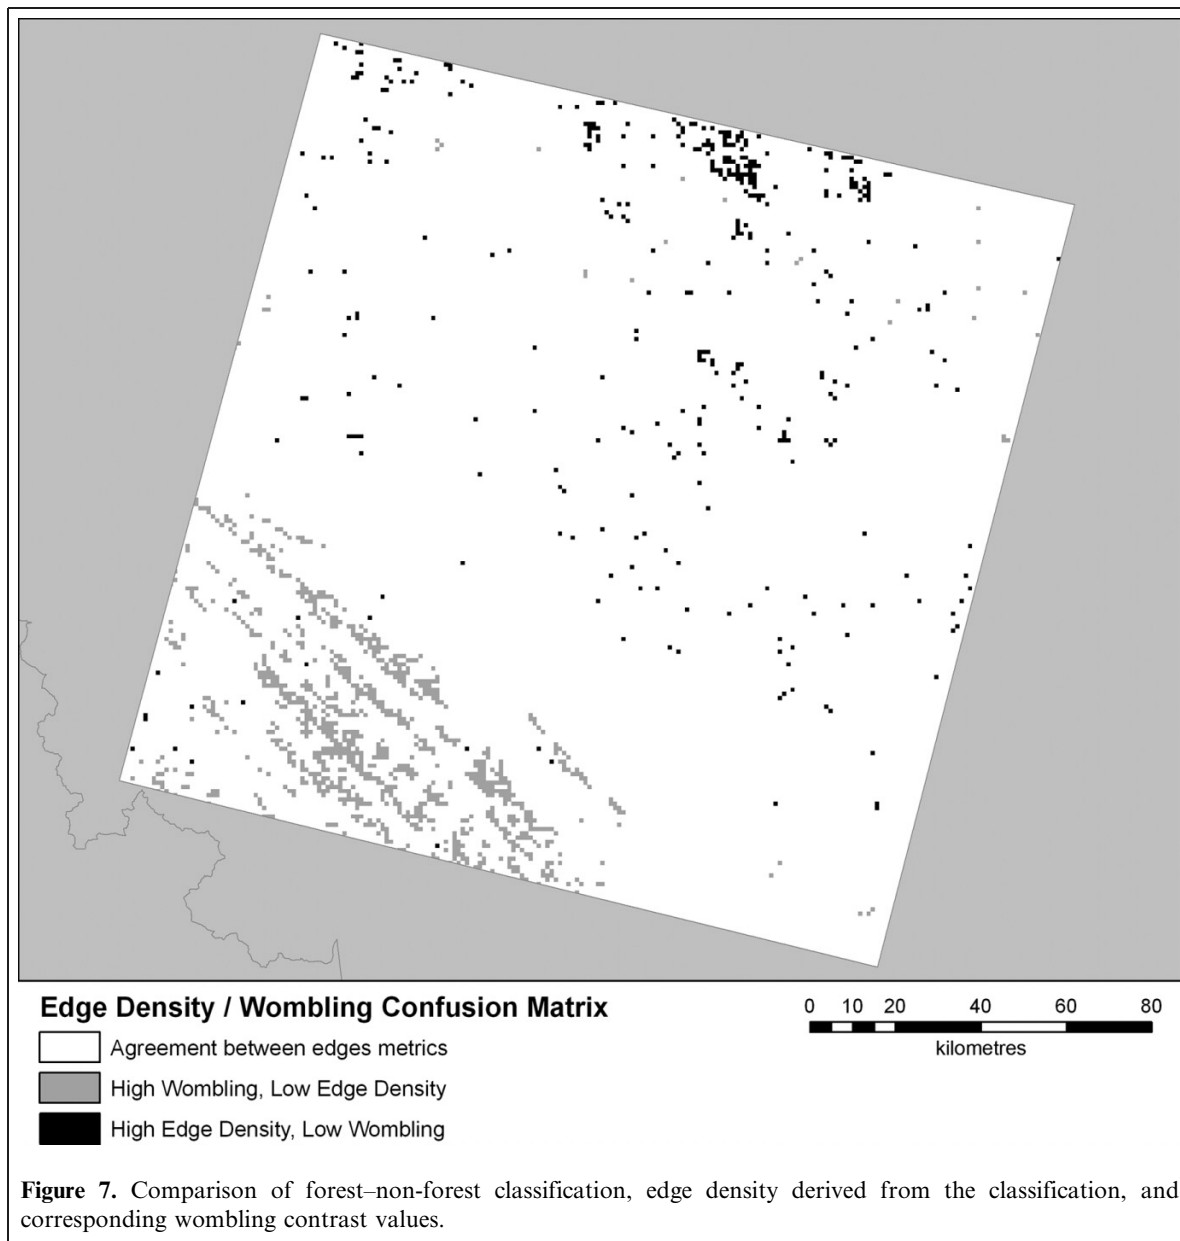 Edge Density / Wombling Confusion Matrix
Agreement between edges metrics
High Wombling, Low Edge Density
High Edge Density, Low Wombling
0 10 20 40 60 80
kilometres
Figure 7. Comparison of forest–non-forest classification, edge density derived from the classification, and
corresponding wombling contrast values.